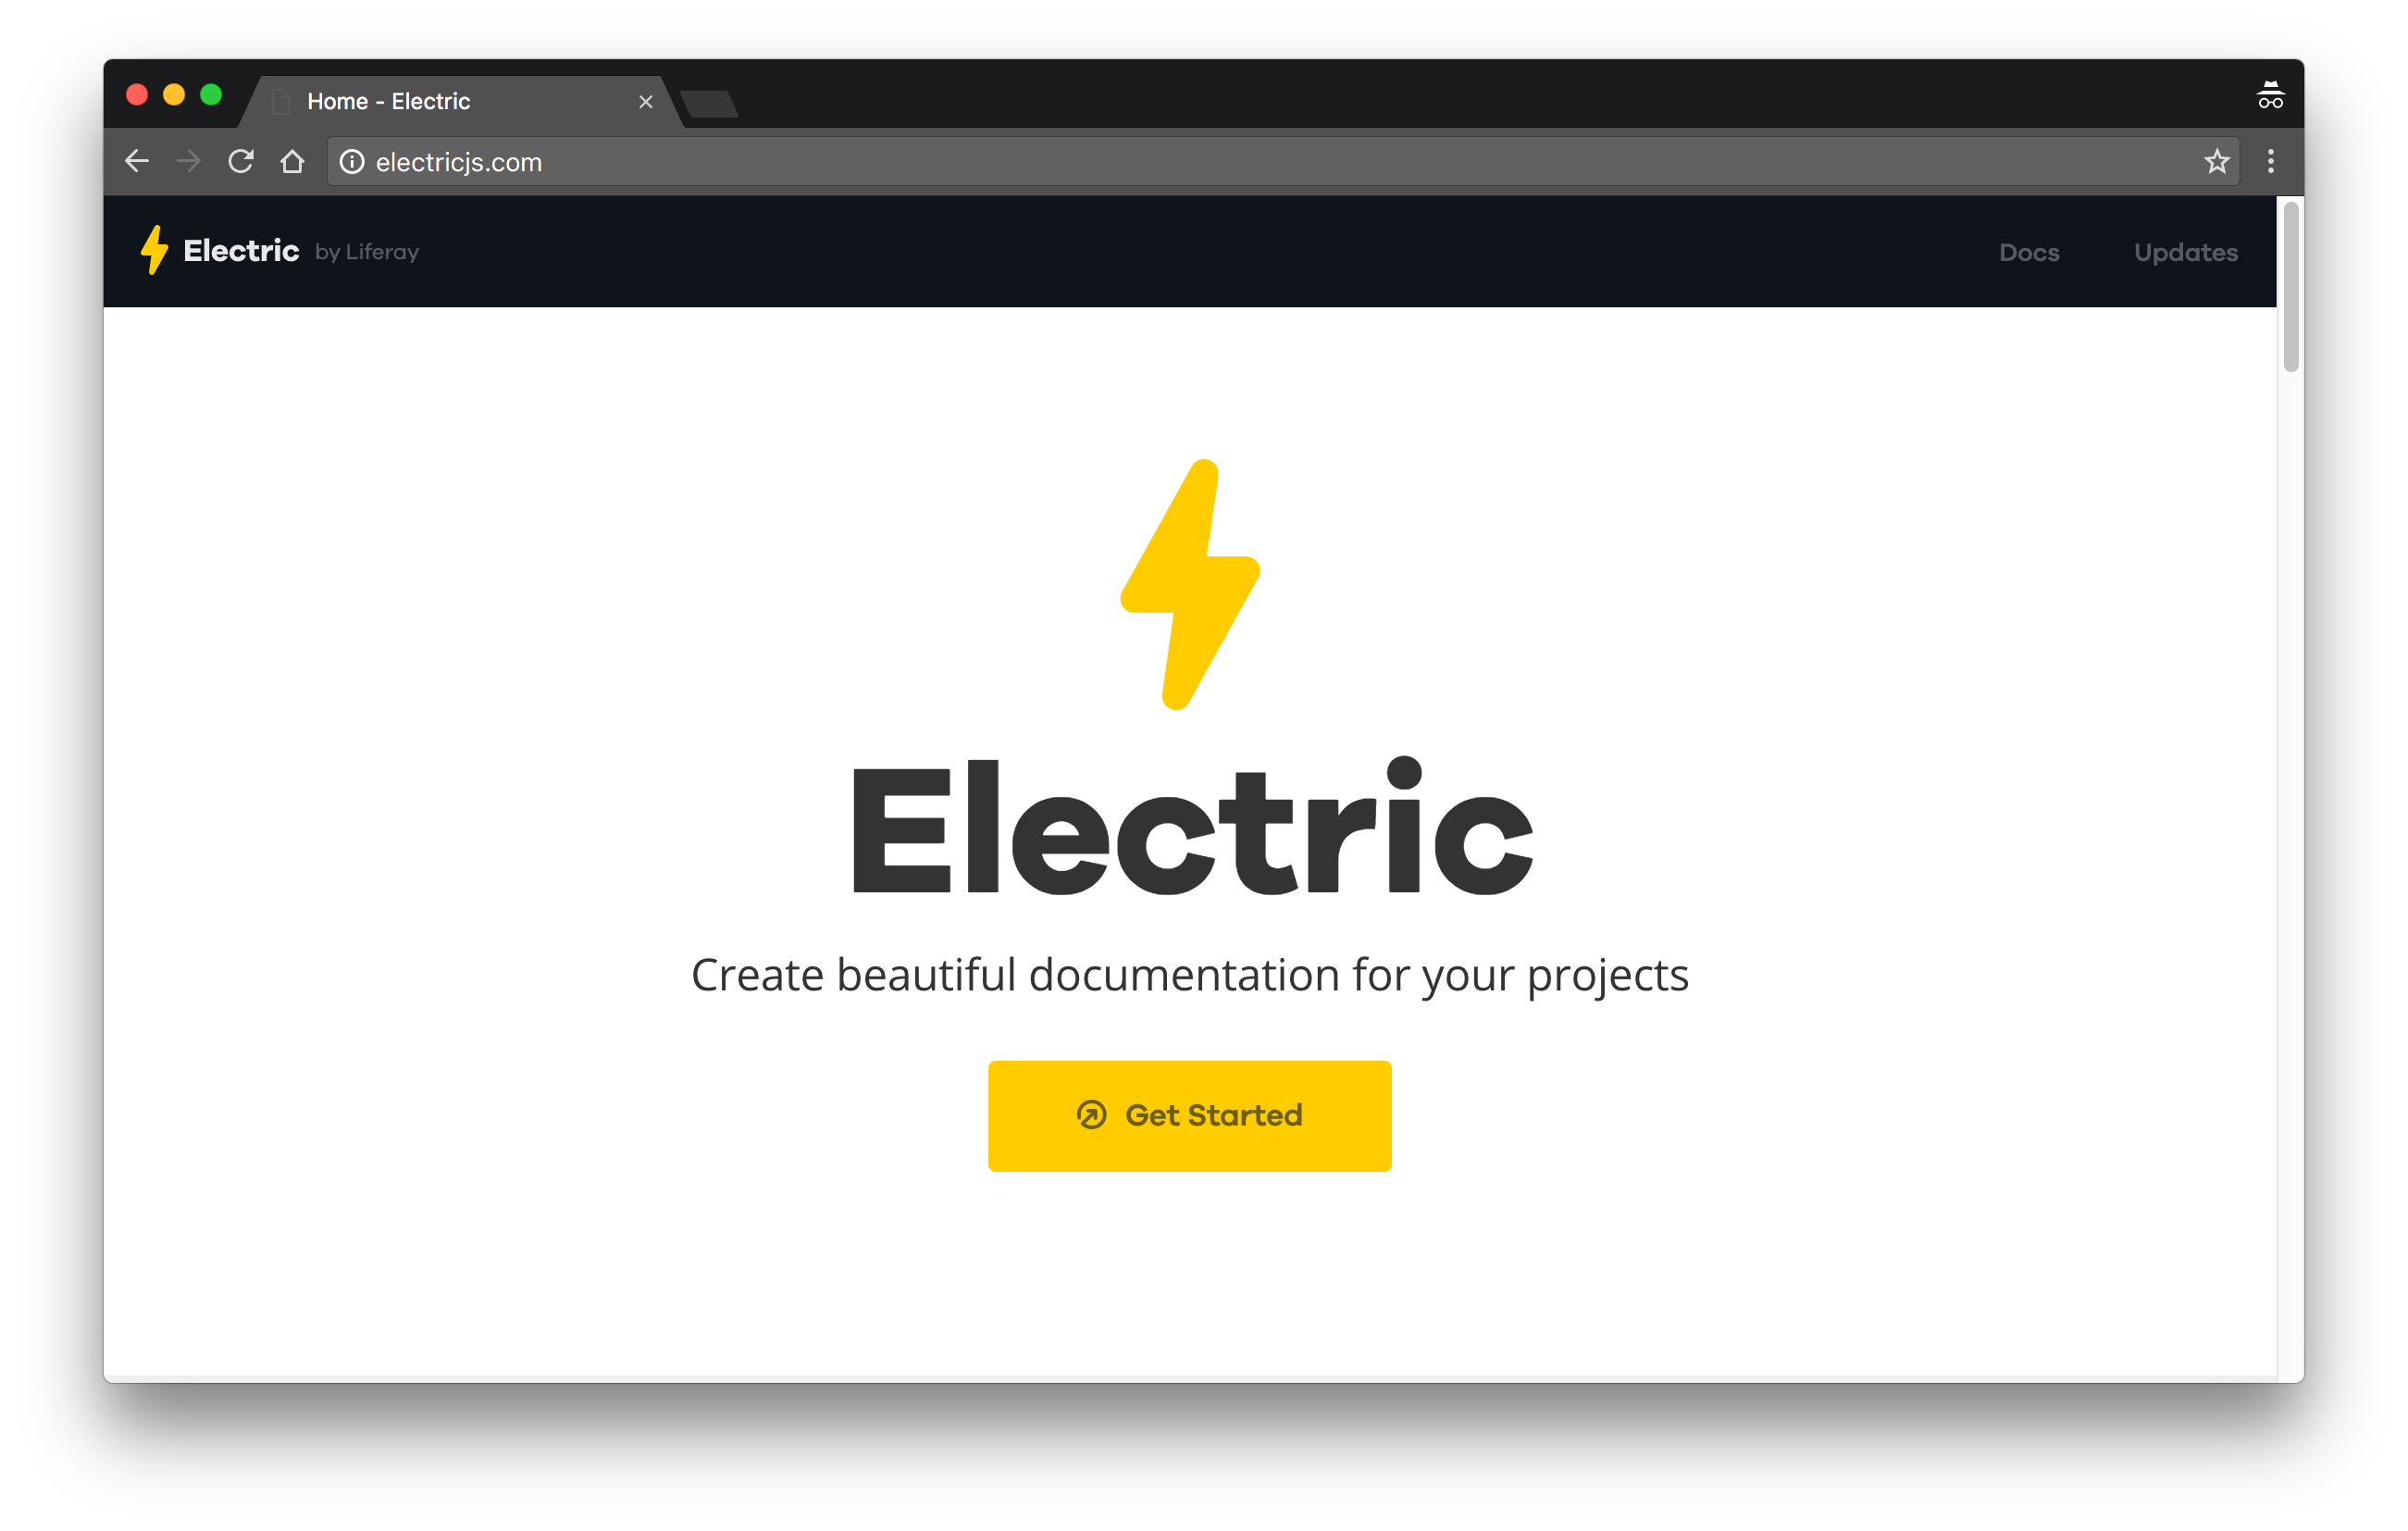 Home - Electric
electricjs.com
Electric by Liferay
Docs
Updates
Electric
Create beautiful documentation for your projects
Get Started